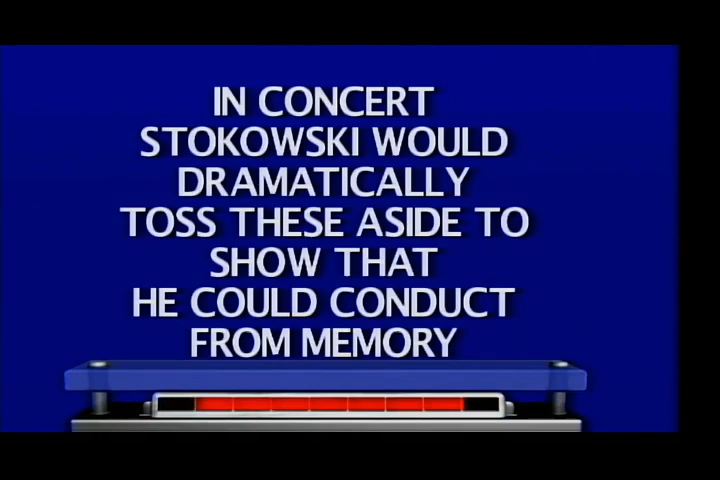 IN CONCERT
STOKOWSKI WOULD
DRAMATICALLY
TOSS THESE ASIDE TO
SHOW THAT
HE COULD CONDUCT
FROM MEMORY